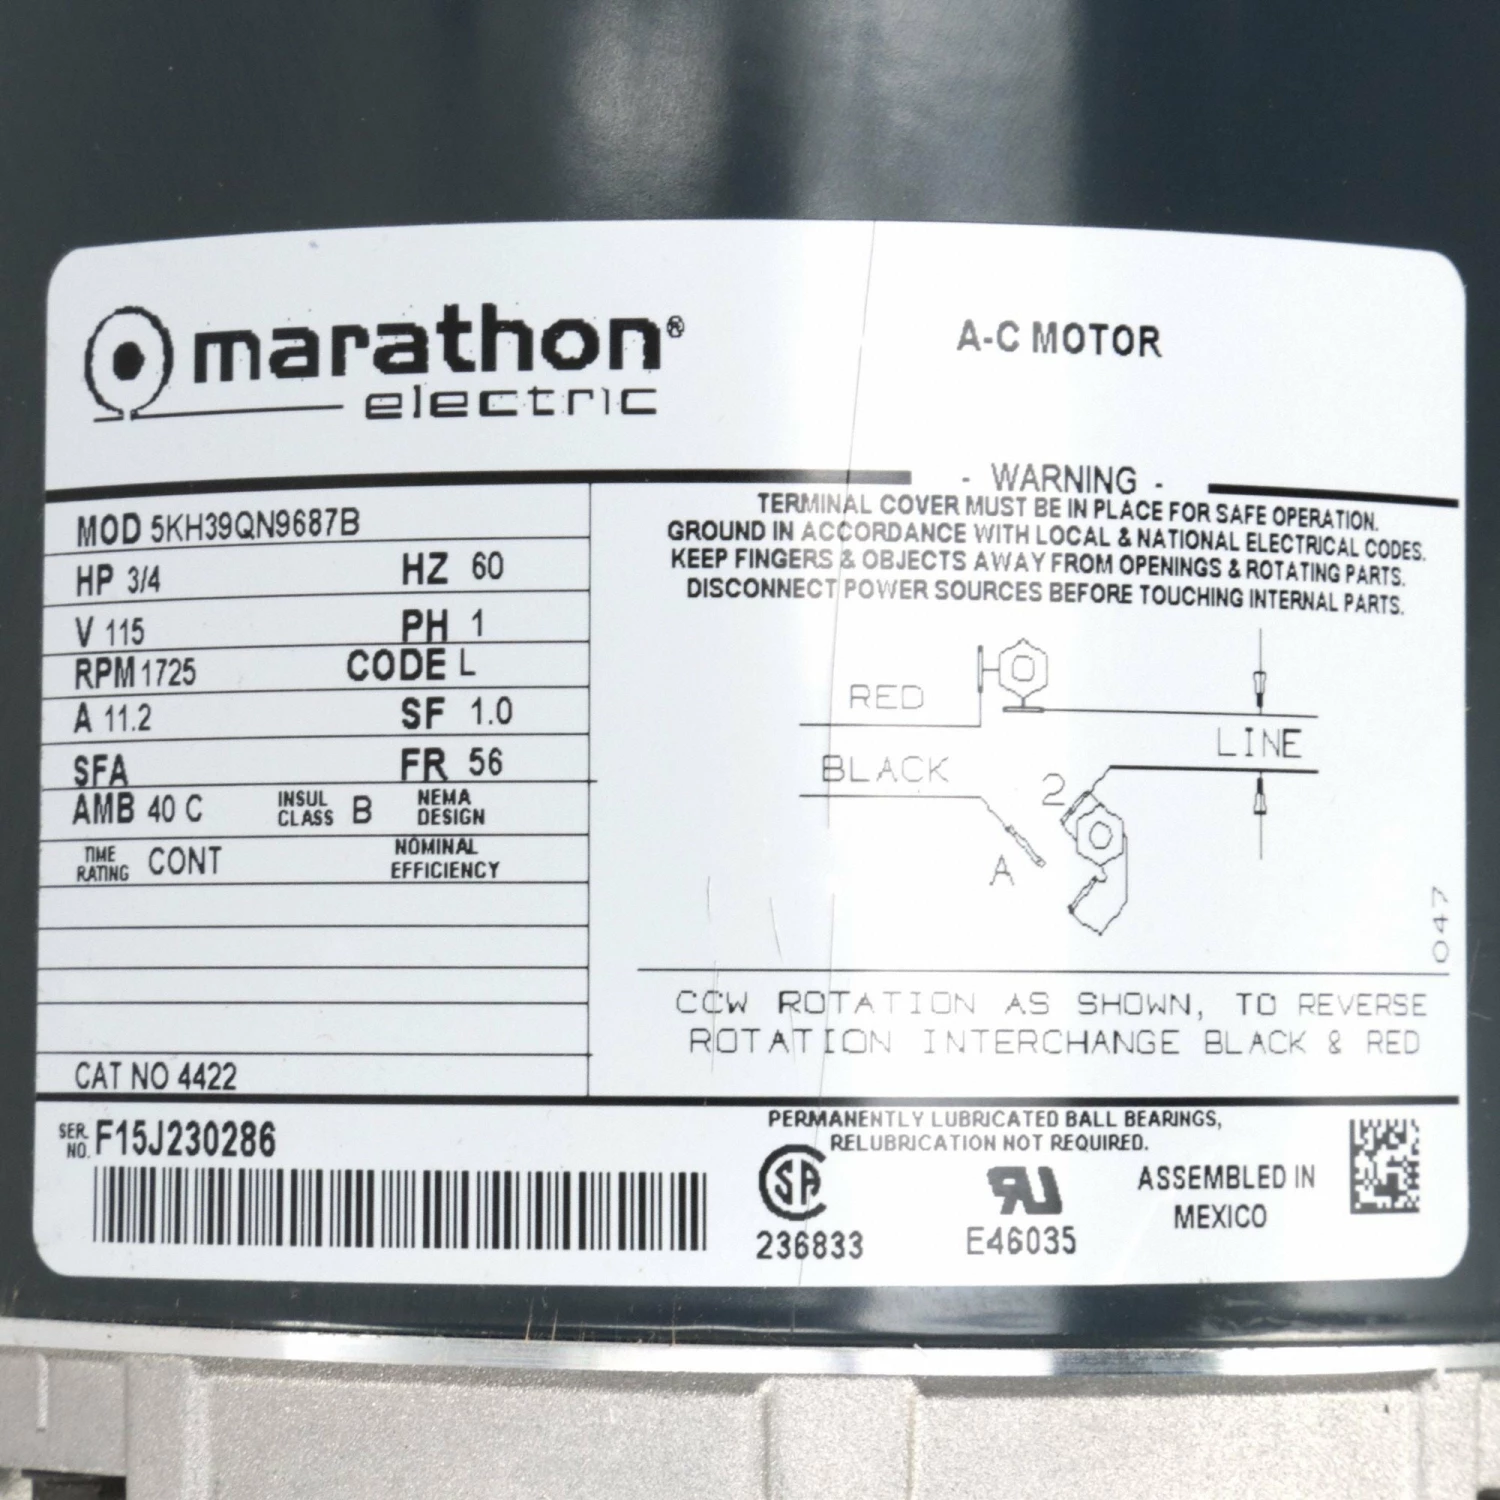 marathon®
electric
A-C MOTOR
MOD 5KH39QN9687B
HP 3/4 HZ 60
V 115 PH 1
RPM 1725 CODE L
A 11.2 SF 1.0
SFA FR 56
AMB 40 C INSUL CLASS B NEMA DESIGN
TIME RATING CONT NOMINAL EFFICIENCY
CAT NO 4422
- WARNING -
TERMINAL COVER MUST BE IN PLACE FOR SAFE OPERATION.
GROUND IN ACCORDANCE WITH LOCAL & NATIONAL ELECTRICAL CODES.
KEEP FINGERS & OBJECTS AWAY FROM OPENINGS & ROTATING PARTS.
DISCONNECT POWER SOURCES BEFORE TOUCHING INTERNAL PARTS.
RED
LINE
BLACK
2
A
047
CCW ROTATION AS SHOWN, TO REVERSE
ROTATION INTERCHANGE BLACK & RED
SER. NO. F15J230286
PERMANENTLY LUBRICATED BALL BEARINGS,
RELUBRICATION NOT REQUIRED.
SA
236833
RU
E46035
ASSEMBLED IN
MEXICO